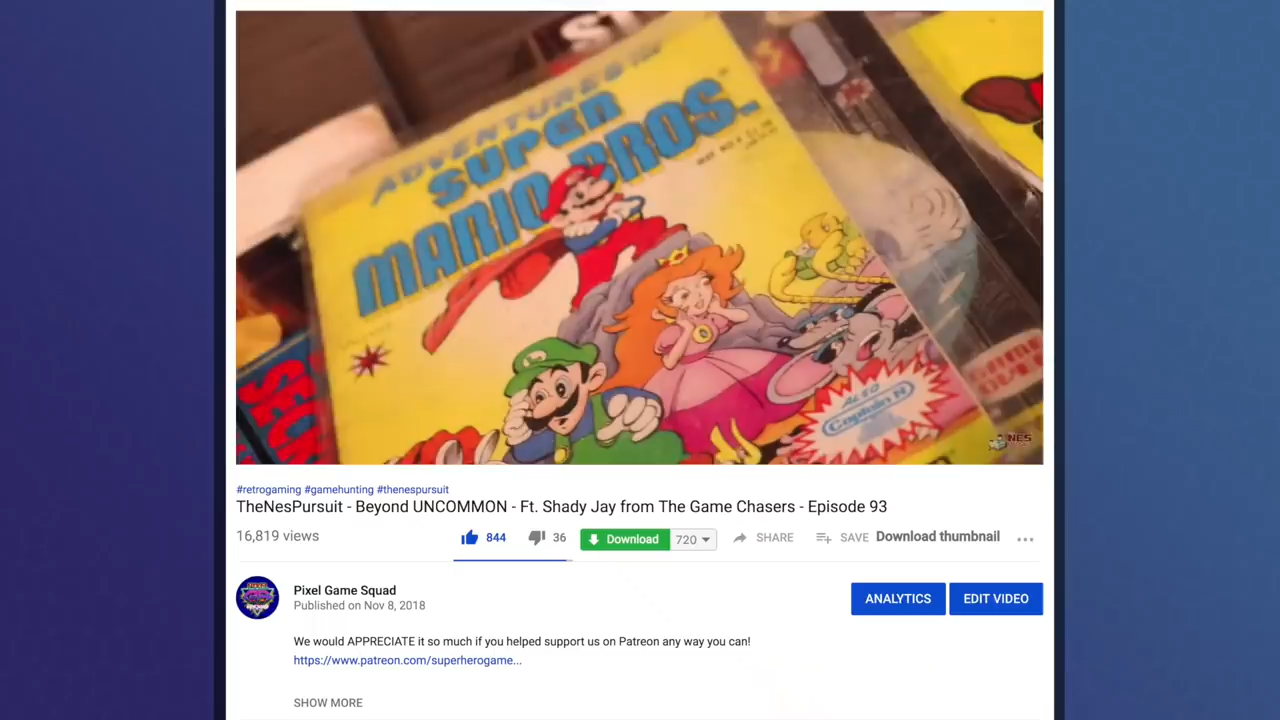 ST
ADVENTURES
SUPER
MARIO BROS.
ALSO
Captain N
SECR
NES
#retrogaming #gamehunting #thenespursuit
TheNesPursuit - Beyond UNCOMMON - Ft. Shady Jay from The Game Chasers - Episode 93
16,819 views 844 36 Download 720 SHARE SAVE Download thumbnail
Pixel Game Squad
Published on Nov 8, 2018
ANALYTICS EDIT VIDEO
We would APPRECIATE it so much if you helped support us on Patreon any way you can!
https://www.patreon.com/superherogame...
SHOW MORE